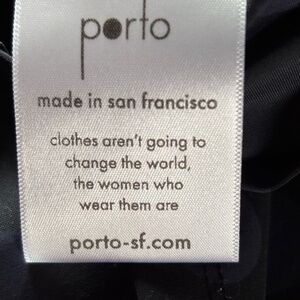 porto
made in san francisco
clothes aren't going to
change the world,
the women who
wear them are
porto-sf.com